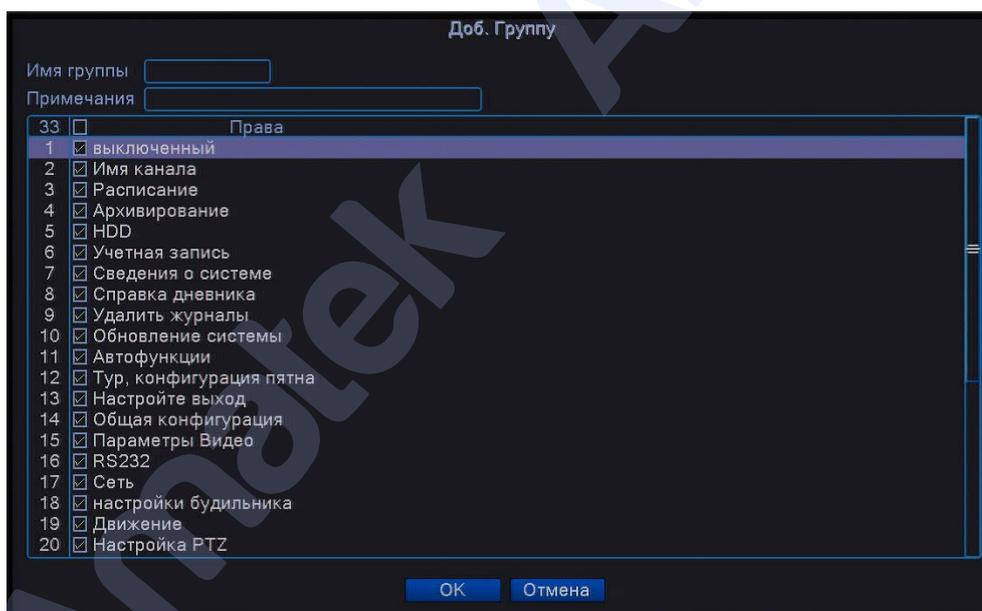 Доб. Группу
Имя группы
Примечания
33 Права
1 выключенный
2 Имя канала
3 Расписание
4 Архивирование
5 HDD
6 Учетная запись
7 Сведения о системе
8 Справка дневника
9 Удалить журналы
10 Обновление системы
11 Автофункции
12 Тур, конфигурация пятна
13 Настройте выход
14 Общая конфигурация
15 Параметры Видео
16 RS232
17 Сеть
18 настройки будильника
19 Движение
20 Настройка PTZ
OK Отмена
Amatek